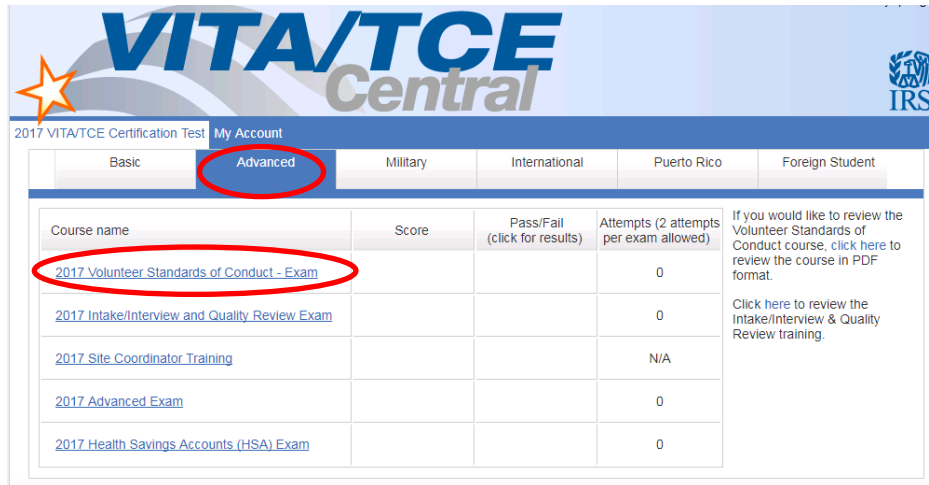 VITA/TCE
Central
IRS
2017 VITA/TCE Certification Test My Account
Basic Advanced Military International Puerto Rico Foreign Student
Course name Score Pass/Fail (click for results) Attempts (2 attempts per exam allowed)
2017 Volunteer Standards of Conduct - Exam 0
2017 Intake/Interview and Quality Review Exam 0
2017 Site Coordinator Training N/A
2017 Advanced Exam 0
2017 Health Savings Accounts (HSA) Exam 0
If you would like to review the
Volunteer Standards of
Conduct course, click here to
review the course in PDF
format.
Click here to review the
Intake/Interview & Quality
Review training.